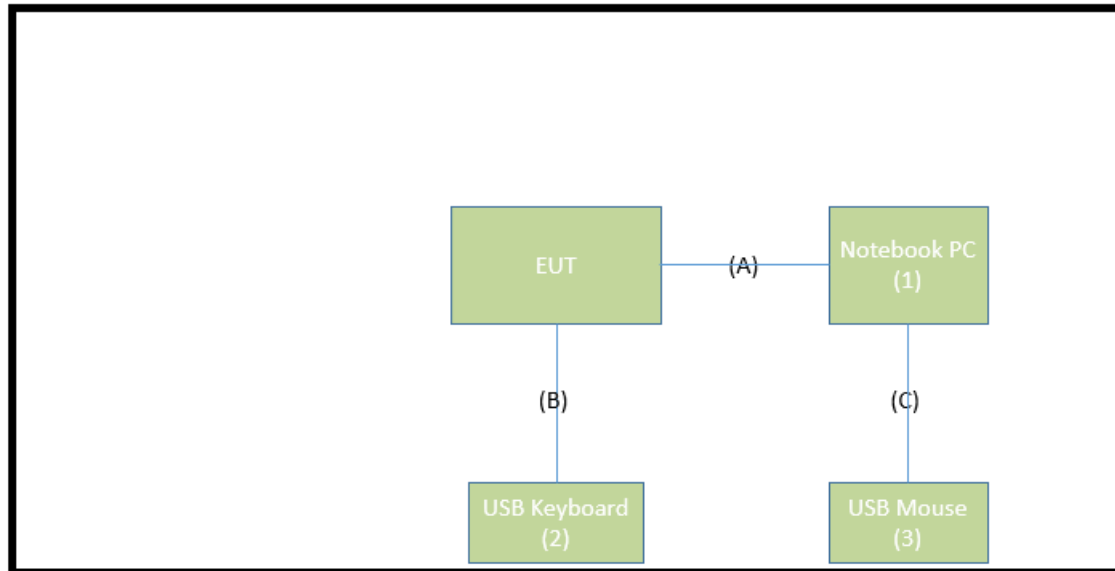 EUT
(A)
Notebook PC
(1)
(B)
(C)
USB Keyboard
(2)
USB Mouse
(3)